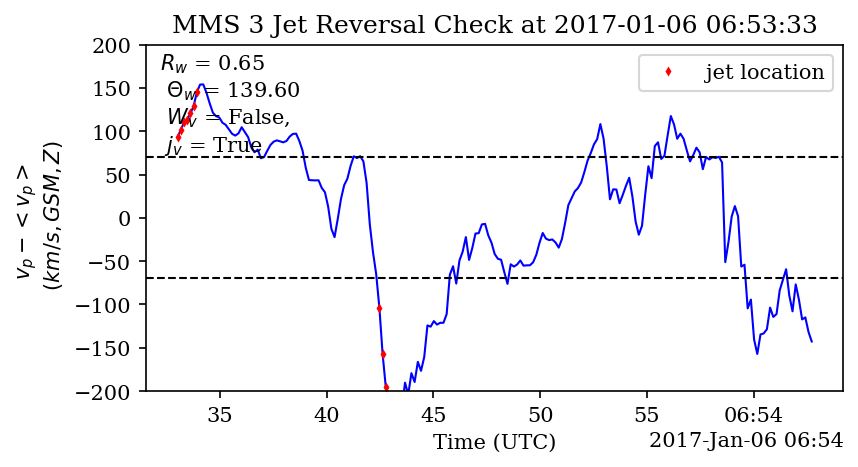 MMS 3 Jet Reversal Check at 2017-01-06 06:53:33
R_w = 0.65
Θ_w = 139.60
W_v = False,
j_v = True
jet location
v_p − < v_p >
(km/s, GSM, Z)
200
150
100
50
0
−50
−100
−150
−200
35
40
45
50
55
06:54
Time (UTC)
2017-Jan-06 06:54